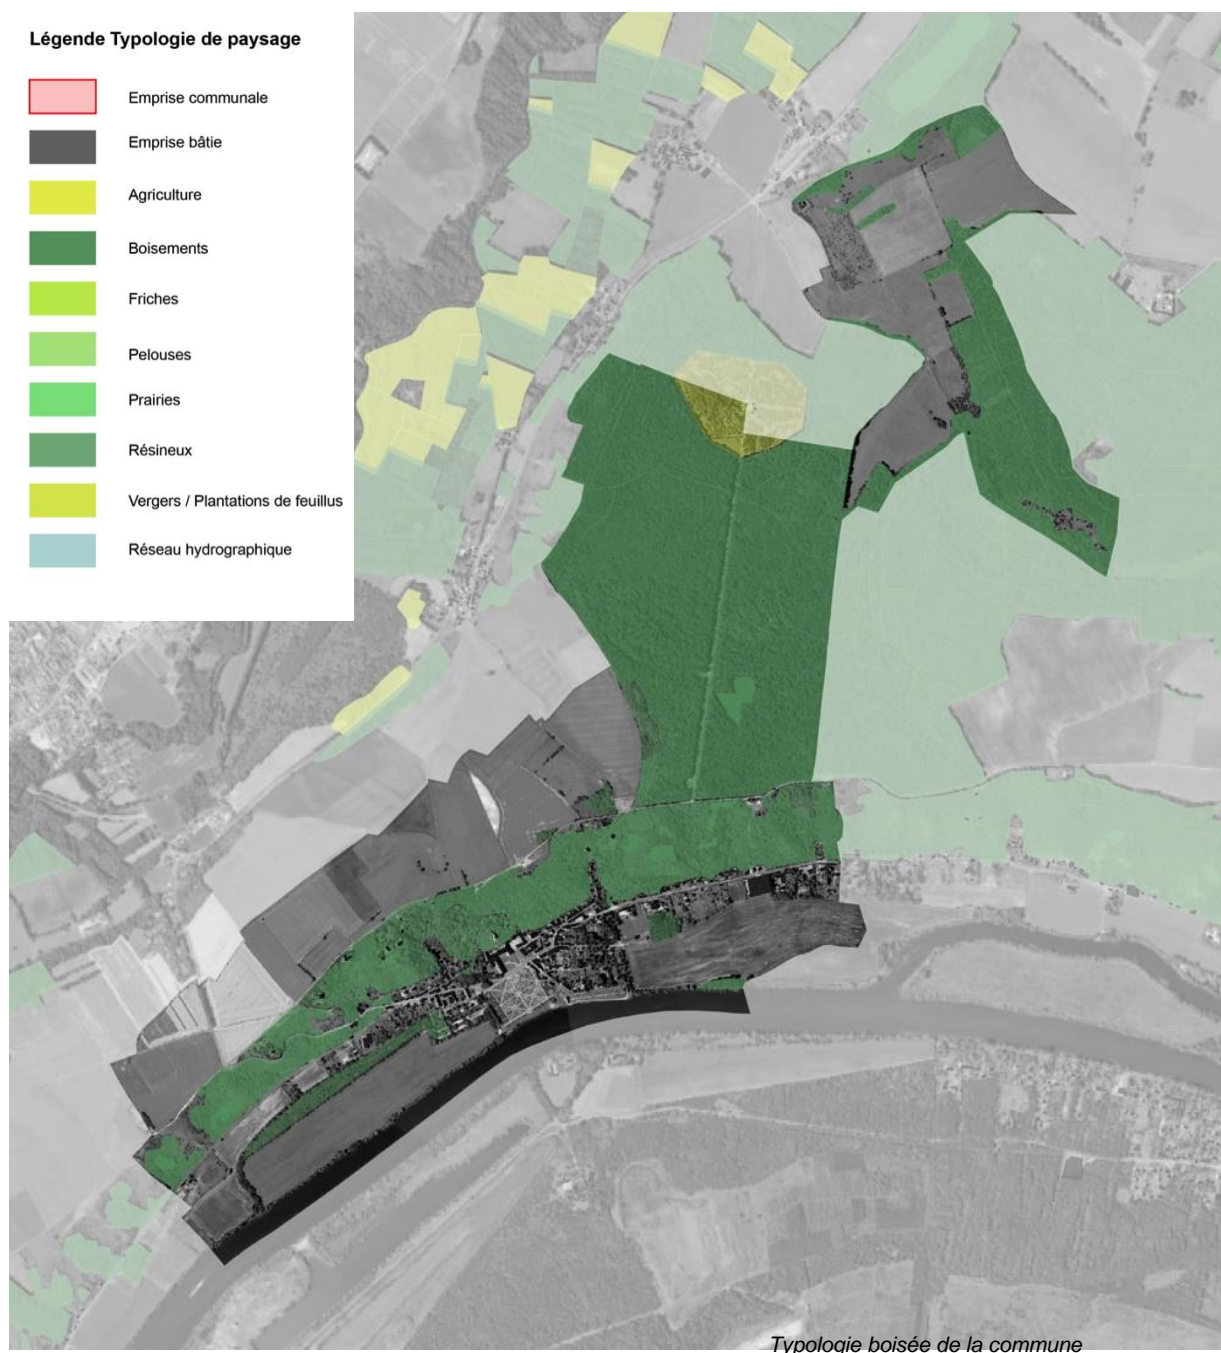 Légende Typologie de paysage
Emprise communale
Emprise bâtie
Agriculture
Boisements
Friches
Pelouses
Prairies
Résineux
Vergers / Plantations de feuillus
Réseau hydrographique
Typologie boisée de la commune